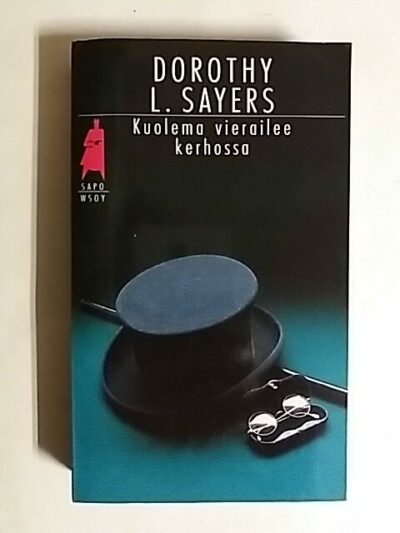 DOROTHY
L. SAYERS
Kuolema vierailee
kerhossa
SAPO
WSOY